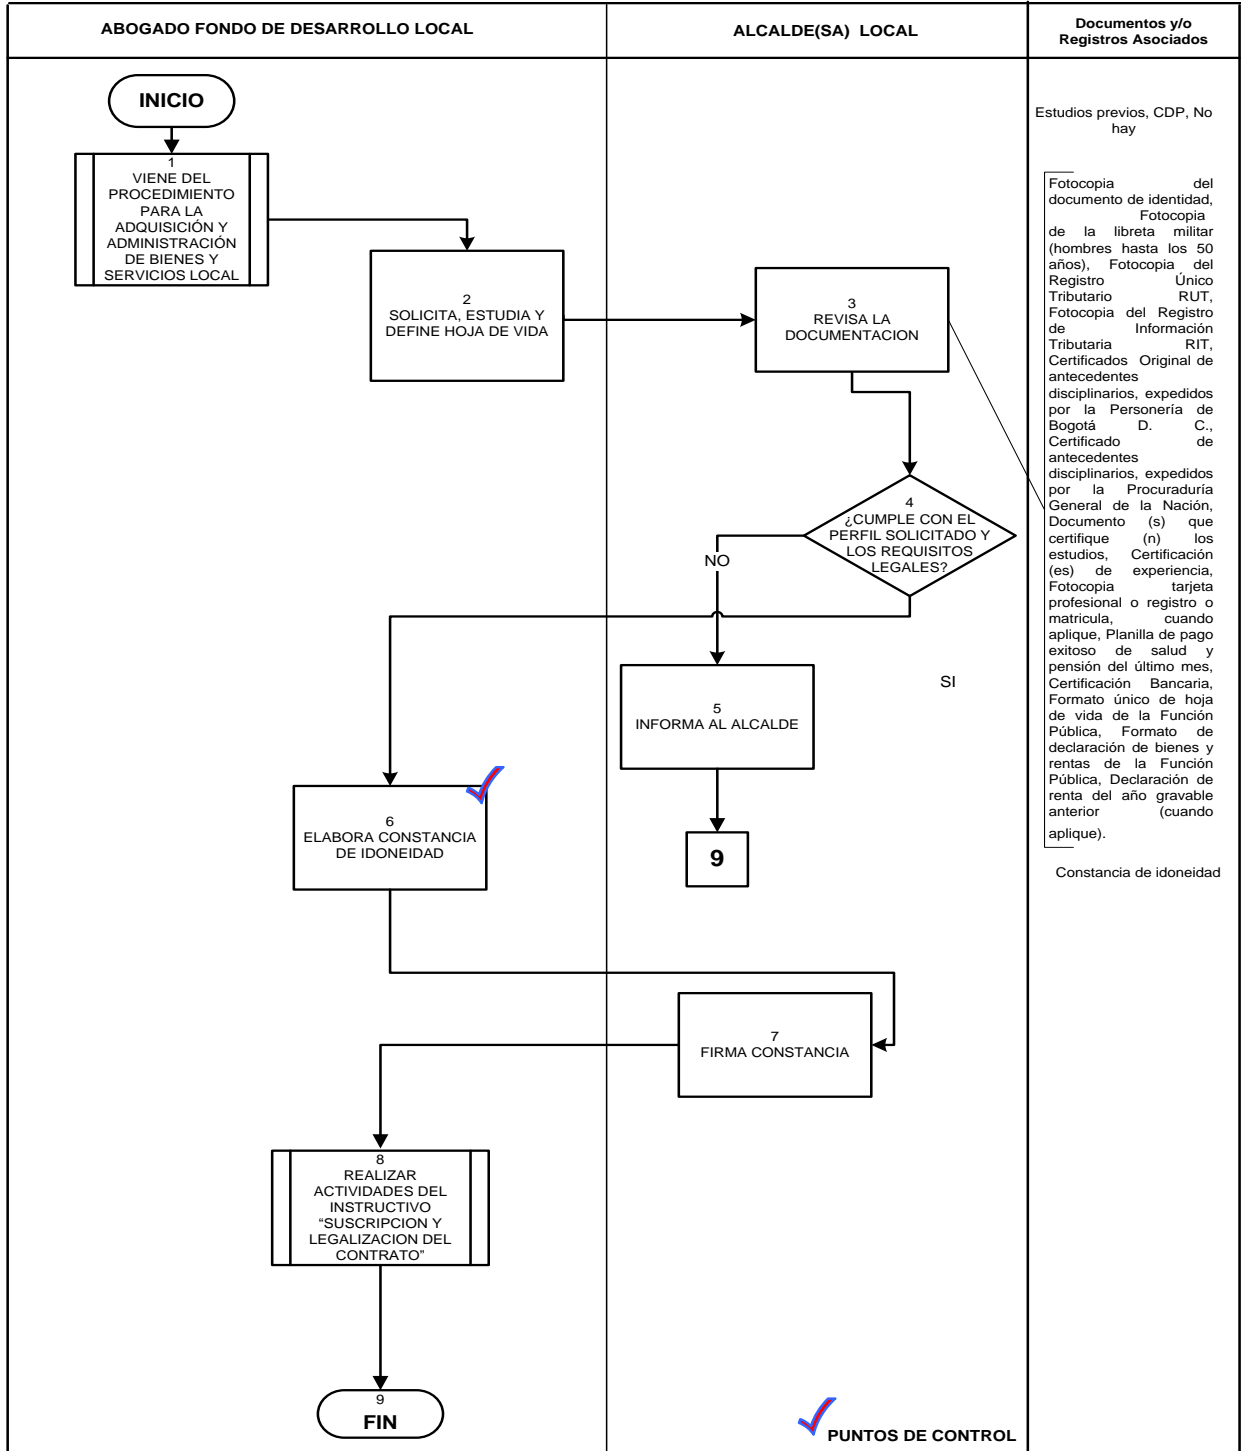 ABOGADO FONDO DE DESARROLLO LOCAL
ALCALDE(SA) LOCAL
Documentos y/o
Registros Asociados
INICIO
1
VIENE DEL
PROCEDIMIENTO
PARA LA
ADQUISICIÓN Y
ADMINISTRACIÓN
DE BIENES Y
SERVICIOS LOCAL
2
SOLICITA, ESTUDIA Y
DEFINE HOJA DE VIDA
3
REVISA LA
DOCUMENTACION
4
¿CUMPLE CON EL
PERFIL SOLICITADO Y
LOS REQUISITOS
LEGALES?
NO
SI
5
INFORMA AL ALCALDE
9
6
ELABORA CONSTANCIA
DE IDONEIDAD
7
FIRMA CONSTANCIA
8
REALIZAR
ACTIVIDADES DEL
INSTRUCTIVO
“SUSCRIPCION Y
LEGALIZACION DEL
CONTRATO”
9
FIN
PUNTOS DE CONTROL
Estudios previos, CDP, No
hay
Fotocopia del
documento de identidad,
Fotocopia
de la libreta militar
(hombres hasta los 50
años), Fotocopia del
Registro Único
Tributario RUT,
Fotocopia del Registro
de Información
Tributaria RIT,
Certificados Original de
antecedentes
disciplinarios, expedidos
por la Personería de
Bogotá D. C.,
Certificado de
antecedentes
disciplinarios, expedidos
por la Procuraduría
General de la Nación,
Documento (s) que
certifique (n) los
estudios, Certificación
(es) de experiencia,
Fotocopia tarjeta
profesional o registro o
matricula, cuando
aplique, Planilla de pago
exitoso de salud y
pensión del último mes,
Certificación Bancaria,
Formato único de hoja
de vida de la Función
Pública, Formato de
declaración de bienes y
rentas de la Función
Pública, Declaración de
renta del año gravable
anterior (cuando
aplique).
Constancia de idoneidad